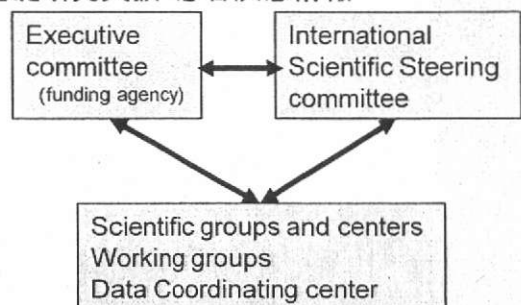 Executive
committee
(funding agency)
International
Scientific Steering
committee
Scientific groups and centers
Working groups
Data Coordinating center